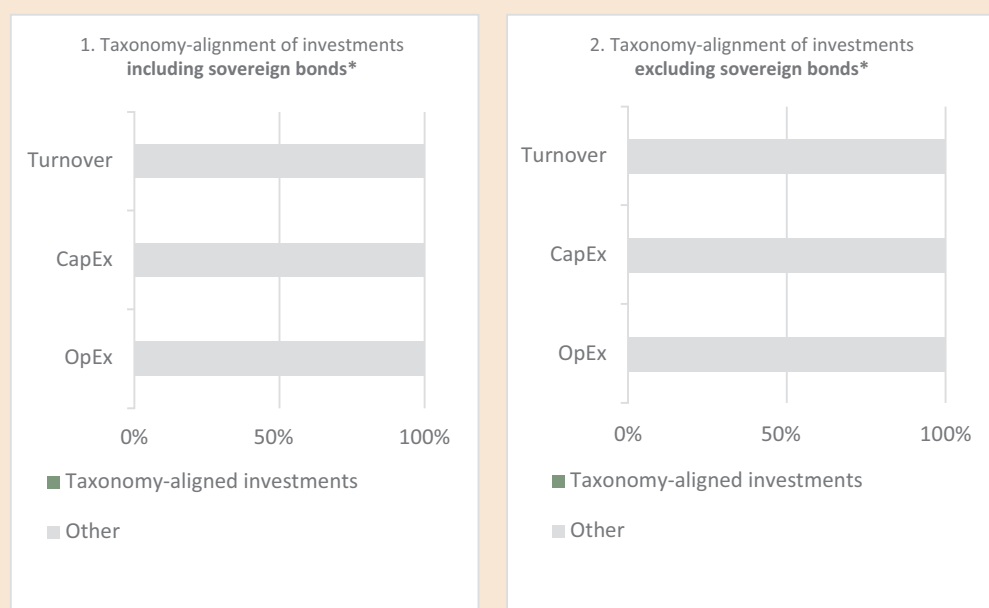 1. Taxonomy-alignment of investments
including sovereign bonds*
Turnover
CapEx
OpEx
0% 50% 100%
Taxonomy-aligned investments
Other
2. Taxonomy-alignment of investments
excluding sovereign bonds*
Turnover
CapEx
OpEx
0% 50% 100%
Taxonomy-aligned investments
Other